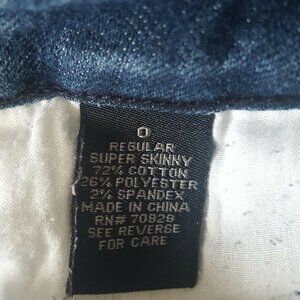 0
REGULAR
SUPER SKINNY
72% COTTON
26% POLYESTER
2% SPANDEX
MADE IN CHINA
RN# 70829
SEE REVERSE
FOR CARE